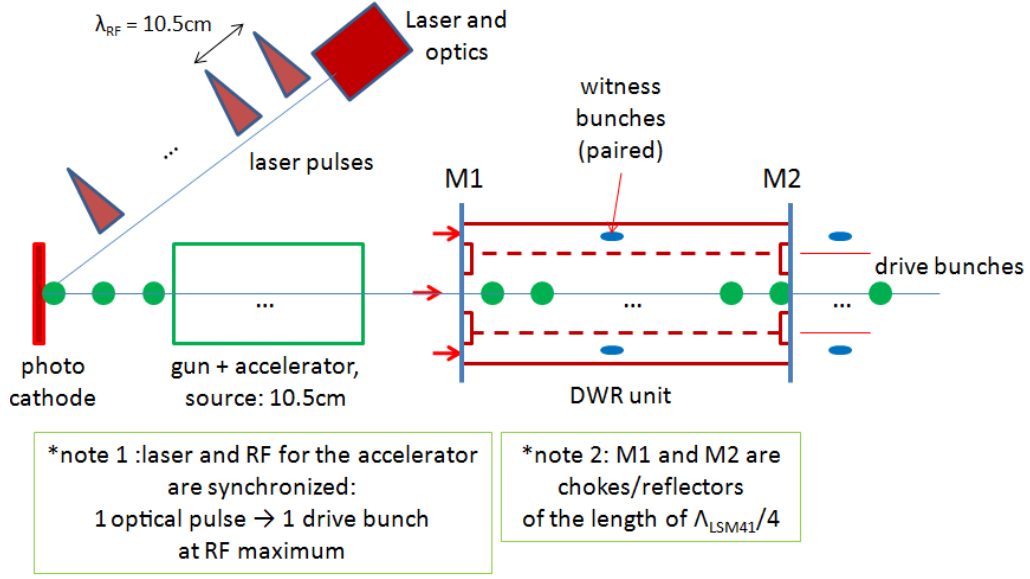 λRF = 10.5cm
Laser and
optics
...
laser pulses
witness
bunches
(paired)
M1
M2
...
...
...
drive bunches
photo
cathode
gun + accelerator,
source: 10.5cm
DWR unit
*note 1 :laser and RF for the accelerator
are synchronized:
1 optical pulse → 1 drive bunch
at RF maximum
*note 2: M1 and M2 are
chokes/reflectors
of the length of ΛLSM41/4